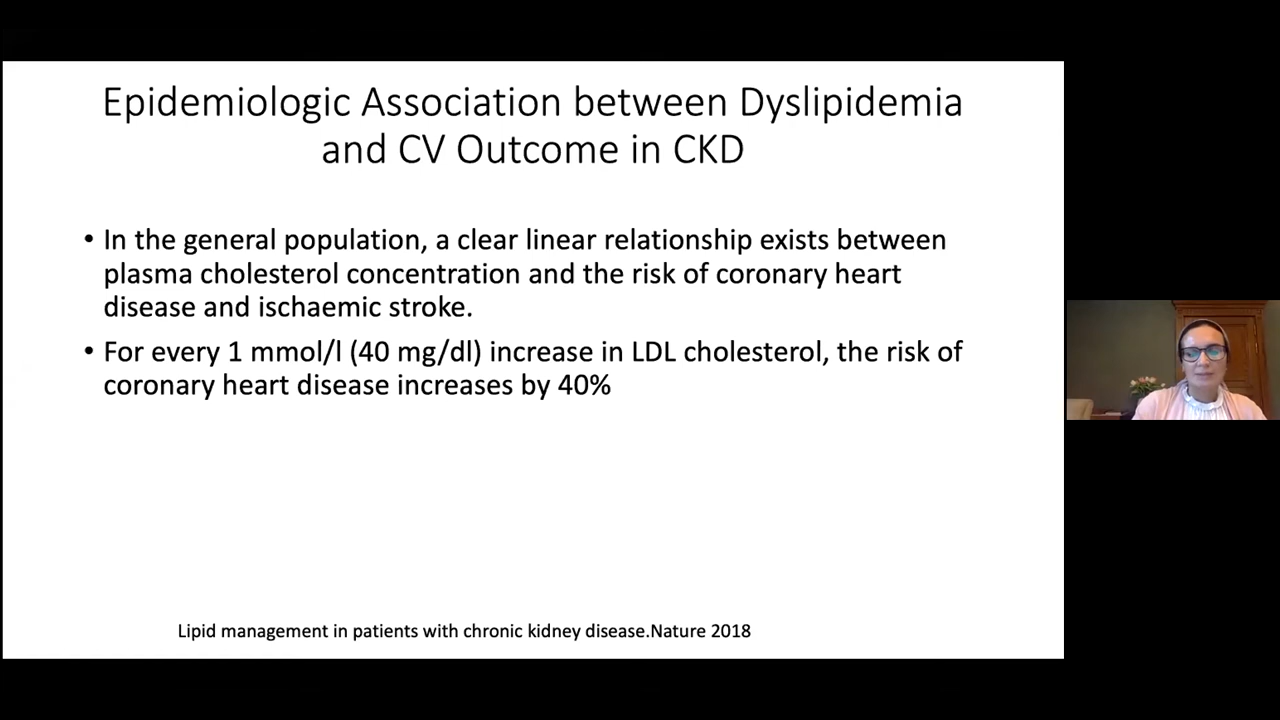 Epidemiologic Association between Dyslipidemia
and CV Outcome in CKD
• In the general population, a clear linear relationship exists between
plasma cholesterol concentration and the risk of coronary heart
disease and ischaemic stroke.
• For every 1 mmol/l (40 mg/dl) increase in LDL cholesterol, the risk of
coronary heart disease increases by 40%
Lipid management in patients with chronic kidney disease.Nature 2018